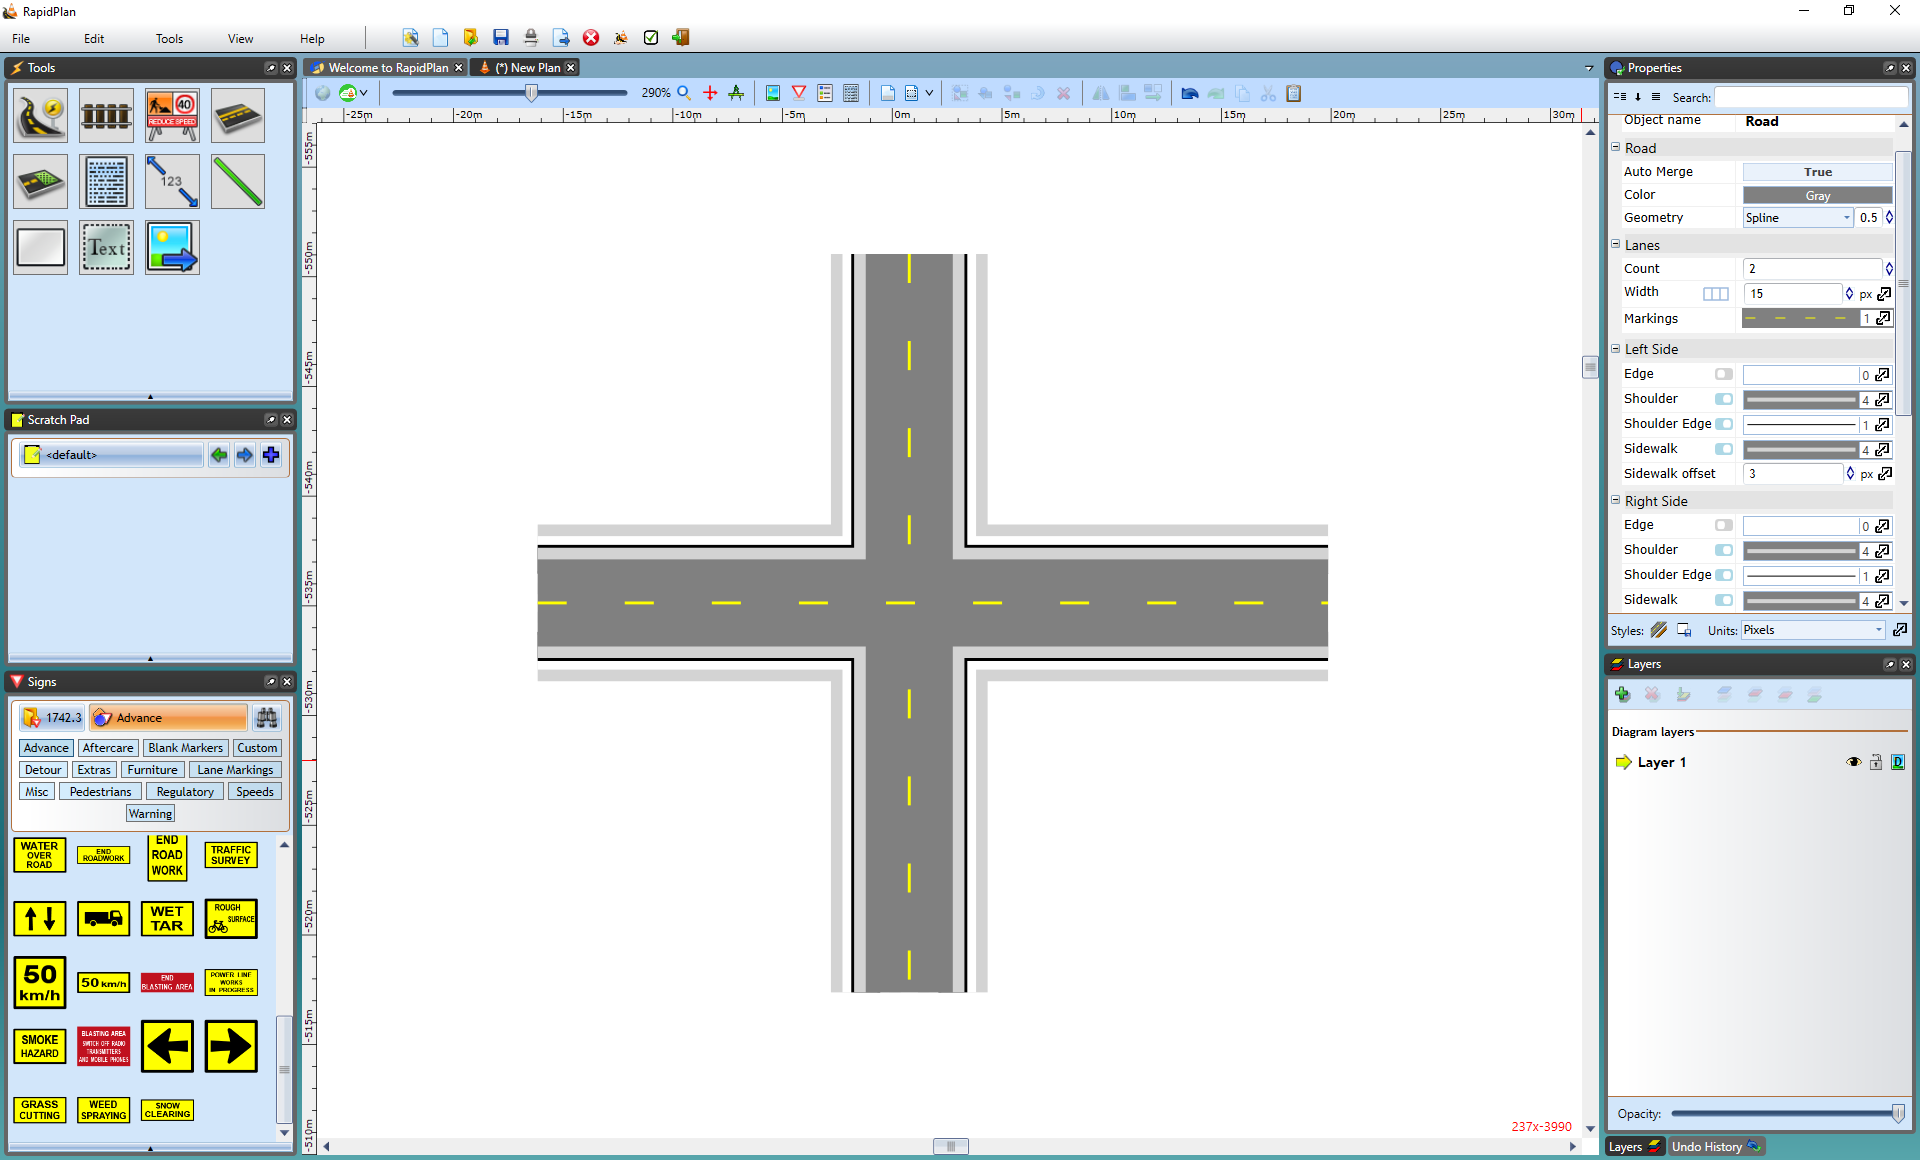 RapidPlan
File Edit Tools View Help
Tools
REDUCE SPEED
40
123
Text
Scratch Pad
<default>
Signs
1742.3 Advance
Advance Aftercare Blank Markers Custom
Detour Extras Furniture Lane Markings
Misc Pedestrians Regulatory Speeds
Warning
WATER
OVER
ROAD
END
ROADWORK
END
ROAD
WORK
TRAFFIC
SURVEY
WET
TAR
ROUGH
SURFACE
50
km/h
50 km/h
END
BLASTING AREA
POWER LINE
WORKS
IN PROGRESS
SMOKE
HAZARD
BLASTING AREA
SWITCH OFF RADIO
TRANSMITTERS
AND MOBILE PHONES
GRASS
CUTTING
WEED
SPRAYING
SNOW
CLEARING
Welcome to RapidPlan (*) New Plan
290%
-25m -20m -15m -10m -5m 0m 5m 10m 15m 20m 25m 30m
-555m
-550m
-545m
-540m
-535m
-530m
-525m
-520m
-515m
-510m
237x-3990
Properties
Search:
Object name Road
Road
Auto Merge True
Color Gray
Geometry Spline 0.5
Lanes
Count 2
Width 15 px
Markings 1
Left Side
Edge 0
Shoulder 4
Shoulder Edge 1
Sidewalk 4
Sidewalk offset 3 px
Right Side
Edge 0
Shoulder 4
Shoulder Edge 1
Sidewalk 4
Styles: Units: Pixels
Layers
Diagram layers
Layer 1 D
Opacity:
Layers Undo History